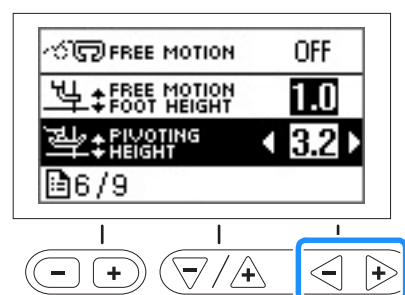 FREE MOTION OFF
FREE MOTION
FOOT HEIGHT 1.0
PIVOTING
HEIGHT 3.2
6/9
- +
- / +
- +